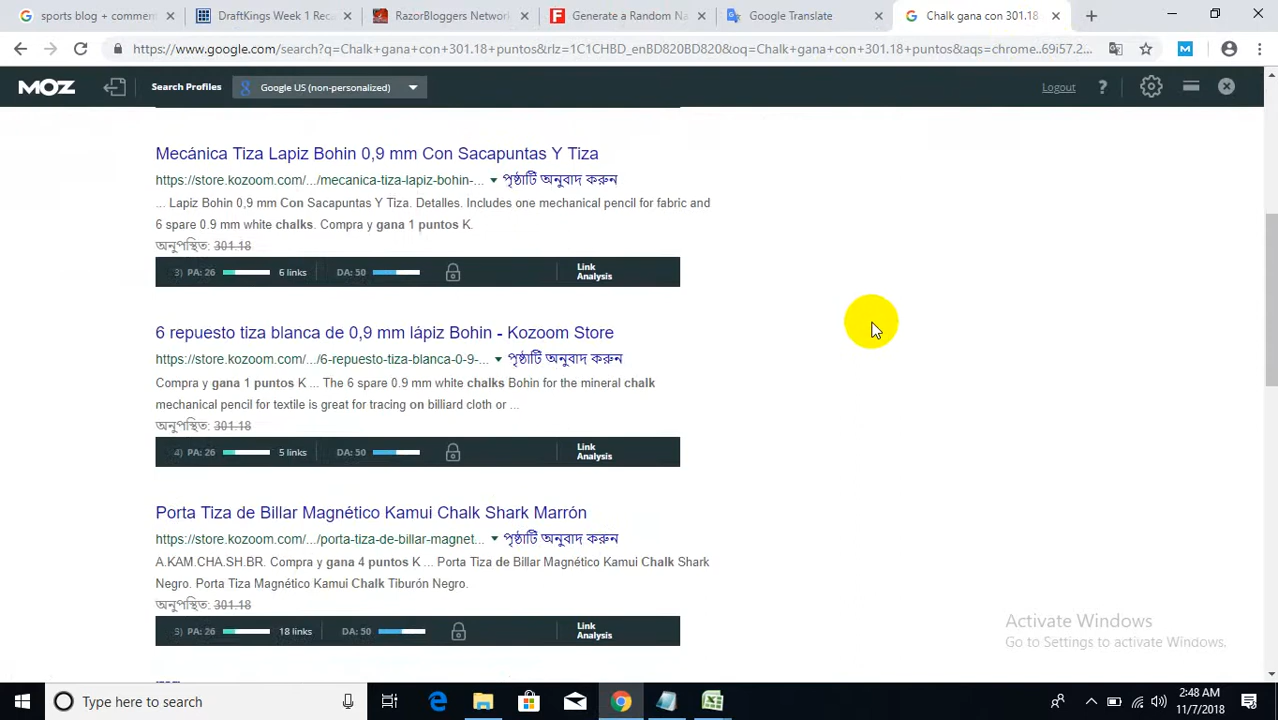 sports blog + commen
DraftKings Week 1 Rec
RazorBloggers Network
Generate a Random Na
Google Translate
Chalk gana con 301.18
https://www.google.com/search?q=Chalk+gana+con+301.18+puntos&rlz=1C1CHBD_enBD820BD820&oq=Chalk+gana+con+301.18+puntos&aqs=chrome..69i57.2...
MOZ
Search Profiles
Google US (non-personalized)
Logout
?
Mecánica Tiza Lapiz Bohin 0,9 mm Con Sacapuntas Y Tiza
https://store.kozoom.com/.../mecanica-tiza-lapiz-bohin-... পৃষ্ঠাটি অনুবাদ করুন
... Lapiz Bohin 0,9 mm Con Sacapuntas Y Tiza. Detalles. Includes one mechanical pencil for fabric and
6 spare 0.9 mm white chalks. Compra y gana 1 puntos K.
অনুপস্থিত: 301.18
3) PA: 26 6 links DA: 50 Link
Analysis
6 repuesto tiza blanca de 0,9 mm lápiz Bohin - Kozoom Store
https://store.kozoom.com/.../6-repuesto-tiza-blanca-0-9-... পৃষ্ঠাটি অনুবাদ করুন
Compra y gana 1 puntos K ... The 6 spare 0.9 mm white chalks Bohin for the mineral chalk
mechanical pencil for textile is great for tracing on billiard cloth or ...
অনুপস্থিত: 301.18
4) PA: 26 5 links DA: 50 Link
Analysis
Porta Tiza de Billar Magnético Kamui Chalk Shark Marrón
https://store.kozoom.com/.../porta-tiza-de-billar-magnet... পৃষ্ঠাটি অনুবাদ করুন
A.KAM.CHA.SH.BR. Compra y gana 4 puntos K ... Porta Tiza de Billar Magnético Kamui Chalk Shark
Negro. Porta Tiza Magnético Kamui Chalk Tiburón Negro.
অনুপস্থিত: 301.18
PA: 26 18 links DA: 50 Link
Analysis
Activate Windows
Go to Settings to activate Windows.
Type here to search
2:48 AM
11/7/2018